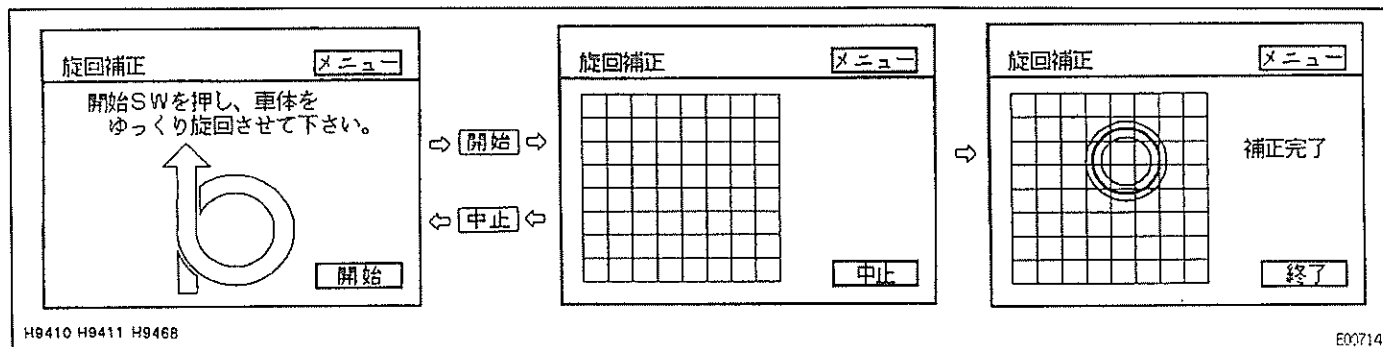 旋回補正
メニュー
開始SWを押し、車体を
ゆっくり旋回させて下さい。
開始
開始
中止
旋回補正
メニュー
中止
旋回補正
メニュー
補正完了
終了
H9410 H9411 H9468
E00714